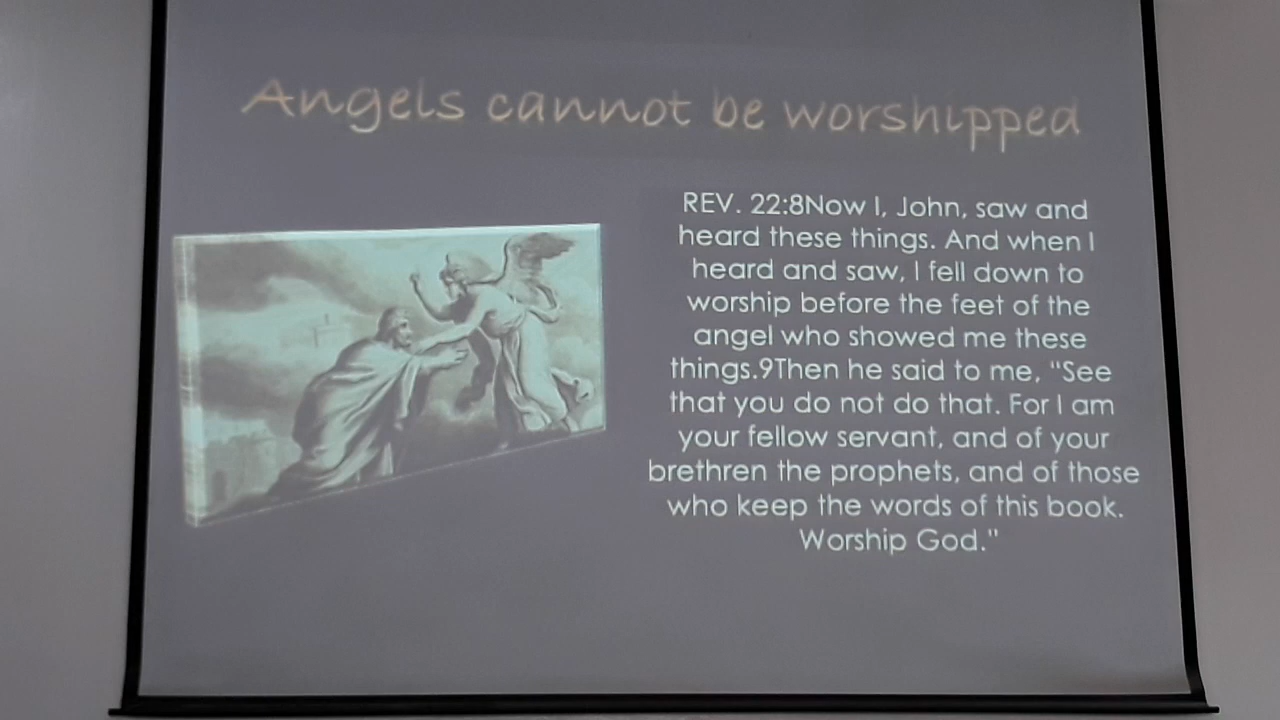 Angels cannot be worshipped
REV. 22:8Now I, John, saw and
heard these things. And when I
heard and saw, I fell down to
worship before the feet of the
angel who showed me these
things.9Then he said to me, "See
that you do not do that. For I am
your fellow servant, and of your
brethren the prophets, and of those
who keep the words of this book.
Worship God."